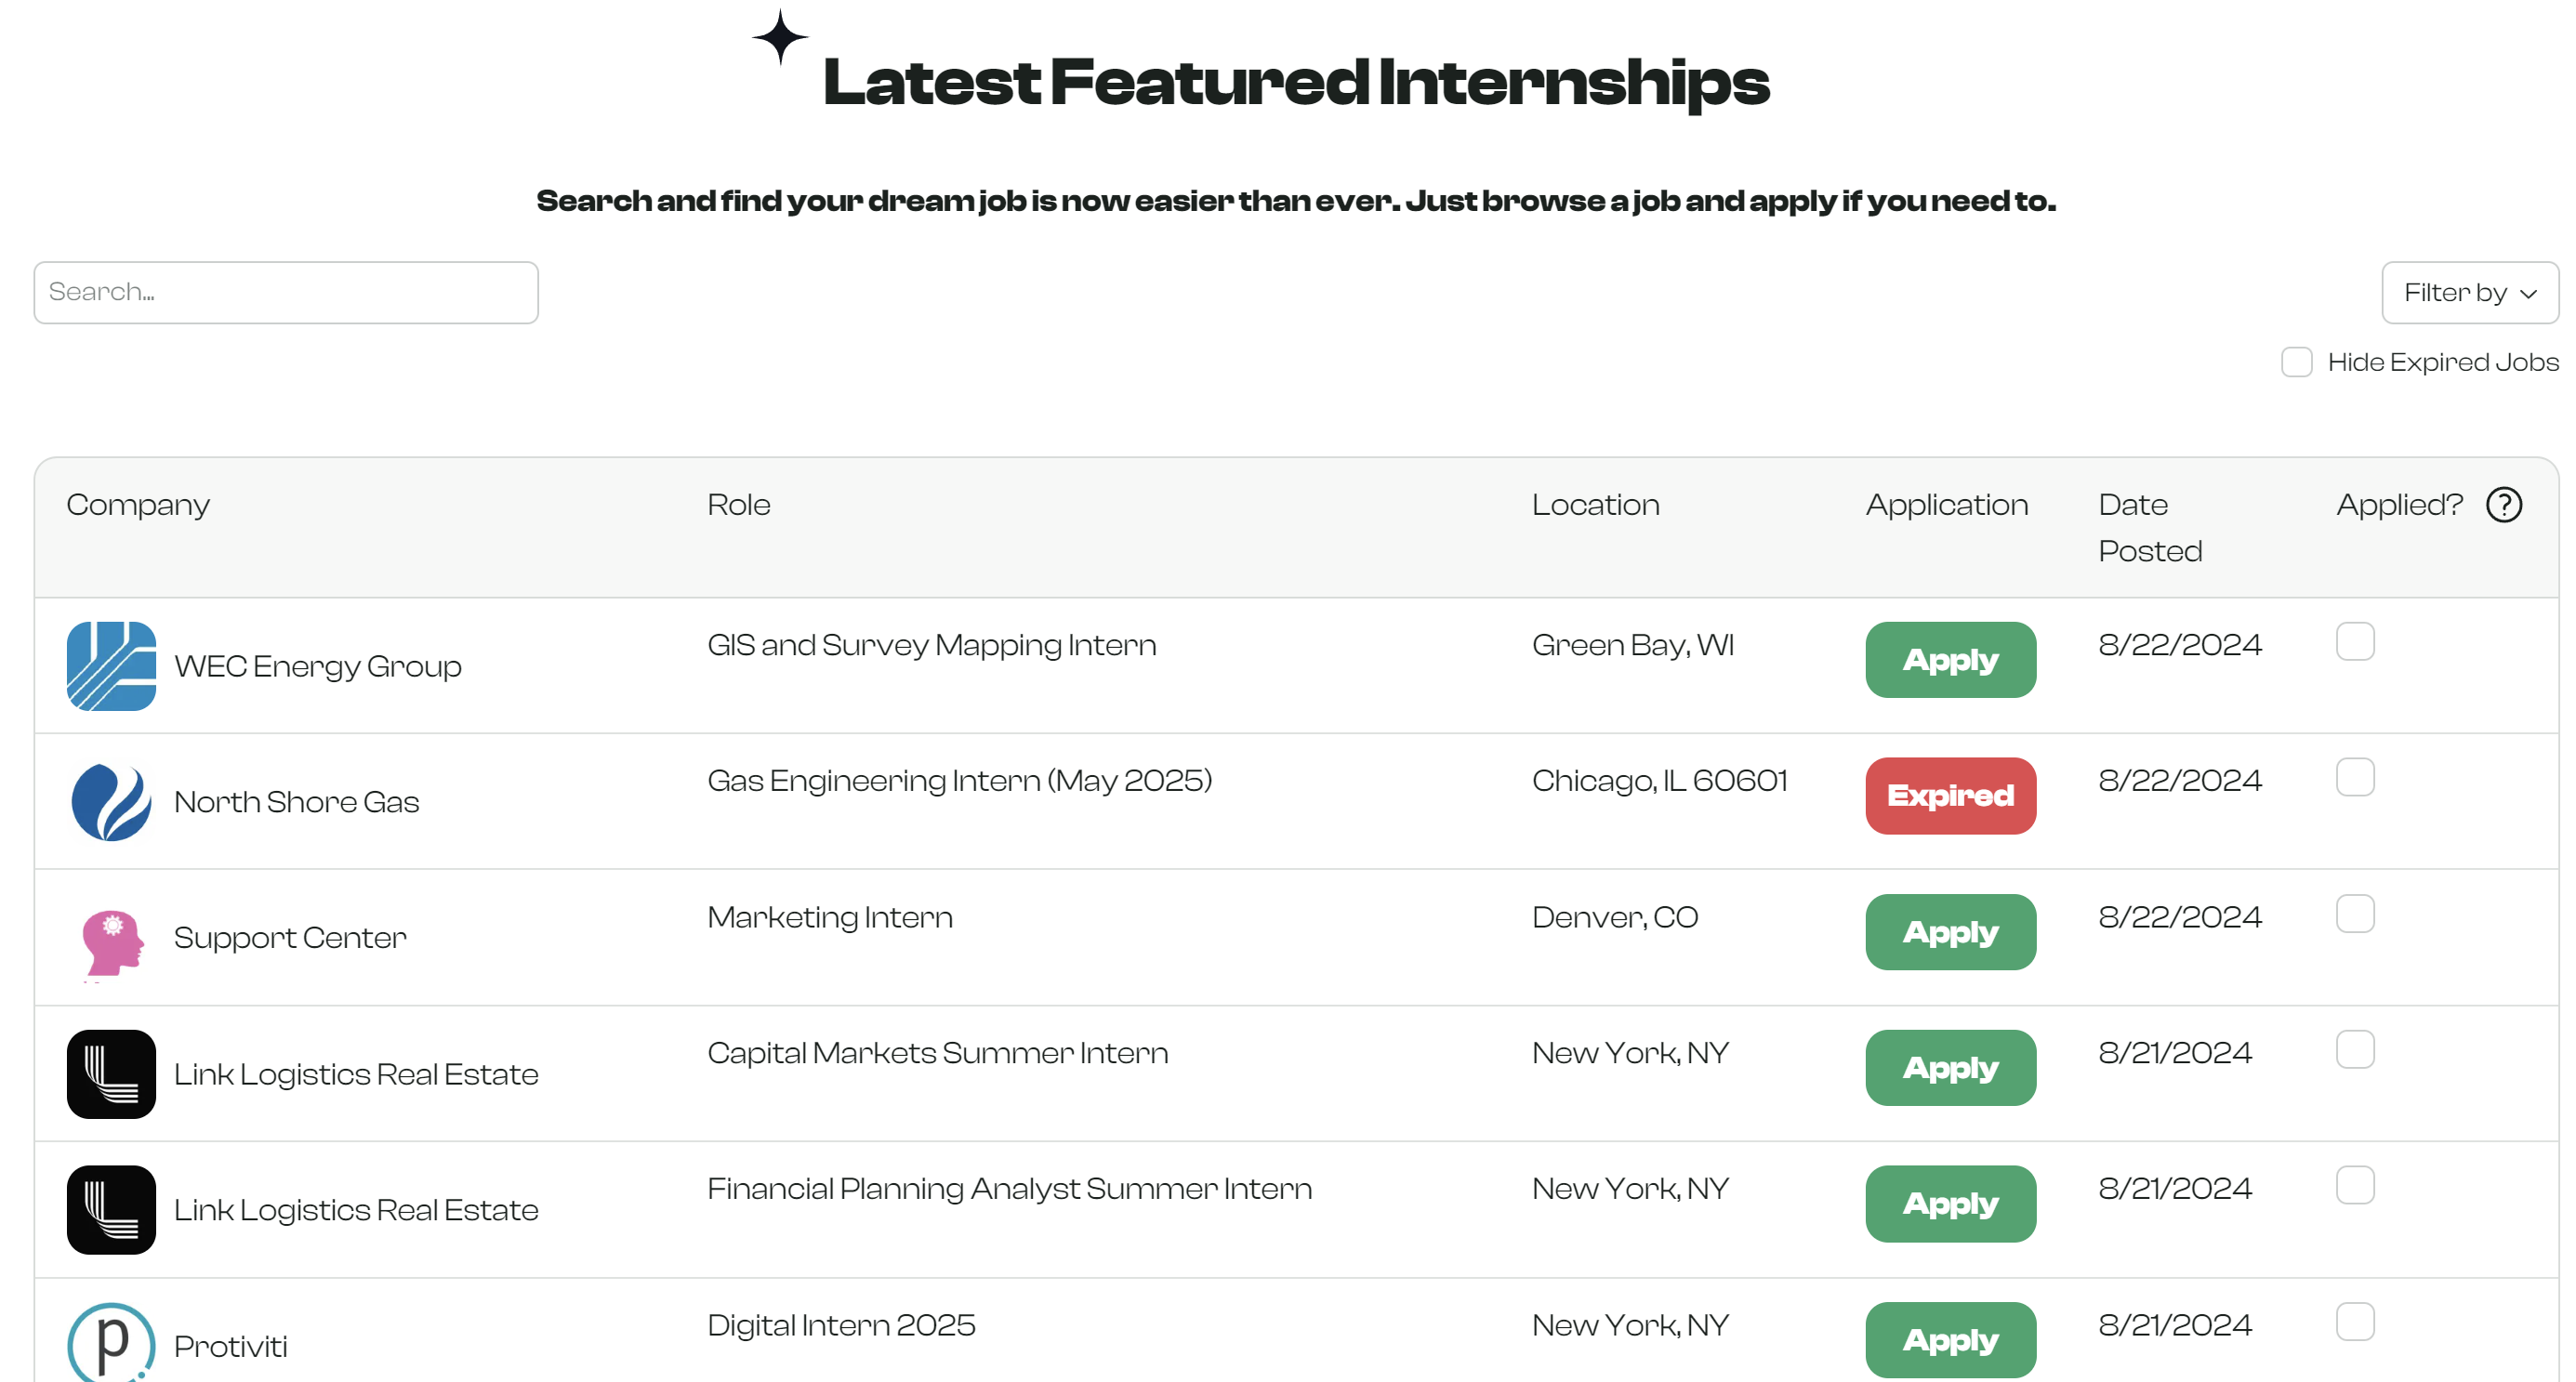 Latest Featured Internships
Search and find your dream job is now easier than ever. Just browse a job and apply if you need to.
Search...
Filter by
Hide Expired Jobs
Company Role Location Application Date Posted Applied? ?
WEC Energy Group GIS and Survey Mapping Intern Green Bay, WI Apply 8/22/2024
North Shore Gas Gas Engineering Intern (May 2025) Chicago, IL 60601 Expired 8/22/2024
Support Center Marketing Intern Denver, CO Apply 8/22/2024
Link Logistics Real Estate Capital Markets Summer Intern New York, NY Apply 8/21/2024
Link Logistics Real Estate Financial Planning Analyst Summer Intern New York, NY Apply 8/21/2024
p Protiviti Digital Intern 2025 New York, NY Apply 8/21/2024